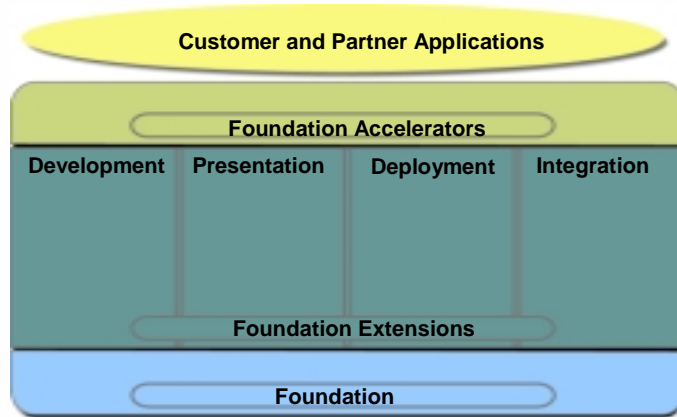 Customer and Partner Applications
Foundation Accelerators
Development Presentation Deployment Integration
Foundation Extensions
Foundation